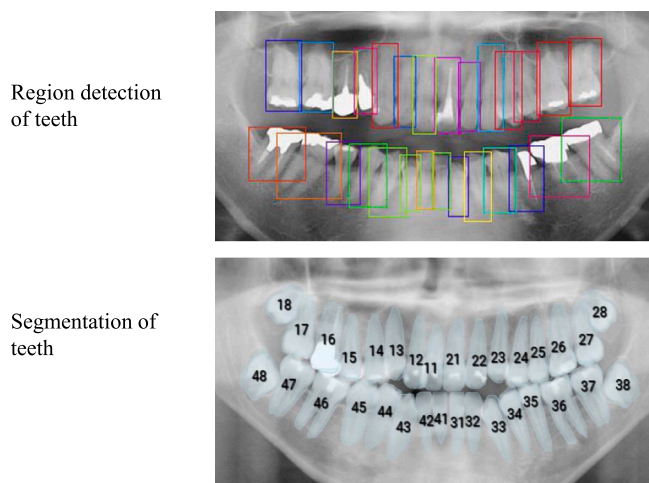 Region detection
of teeth
Segmentation of
teeth
18 28
17 16 15 14 13 12 11 21 22 23 24 25 26 27
48 47 46 45 44 43 42 41 31 32 33 34 35 36 37 38